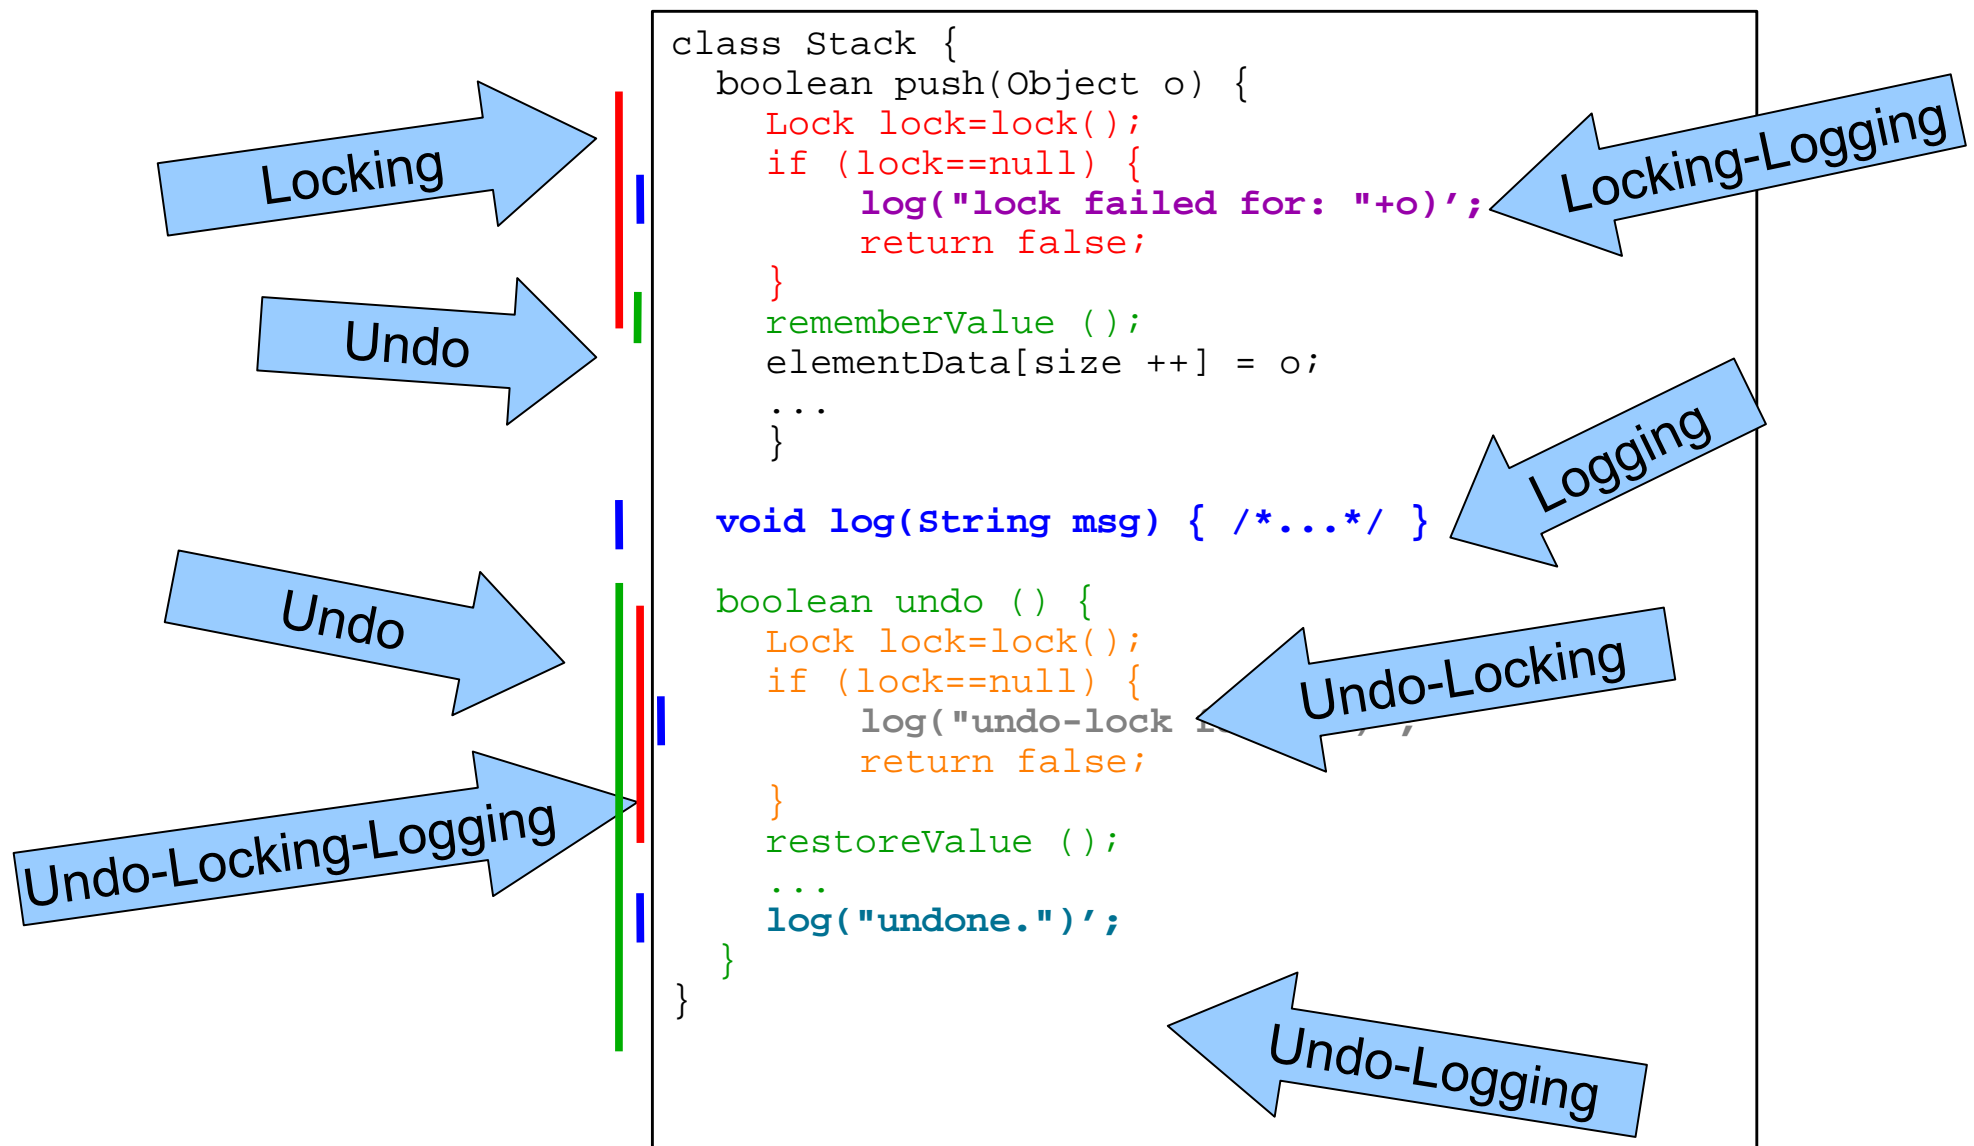 class Stack {
boolean push(Object o) {
Lock lock=lock();
if (lock==null) {
log("lock failed for: "+o)’;
return false;
}
rememberValue ();
elementData[size ++] = o;
...
}
void log(String msg) { /*...*/ }
boolean undo () {
Lock lock=lock();
if (lock==null) {
log("undo-lock
return false;
}
restoreValue ();
...
log("undone.")’;
}
}
Locking
Undo
Undo
Undo-Locking-Logging
Locking-Logging
Logging
Undo-Locking
Undo-Logging